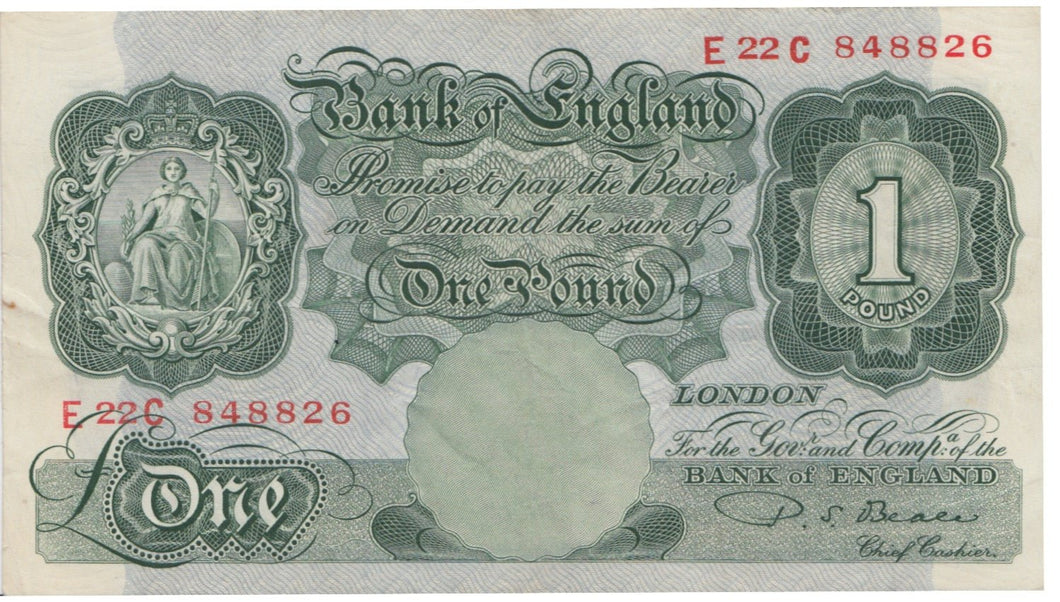 E 22 C 848826
Bank of England
Promise to pay the Bearer
on Demand the sum of
One Pound
1
POUND
E 22 C 848826
LONDON
For the Govr. and Compa. of the
BANK of ENGLAND
£ One
P. S. Beale
Chief Cashier.